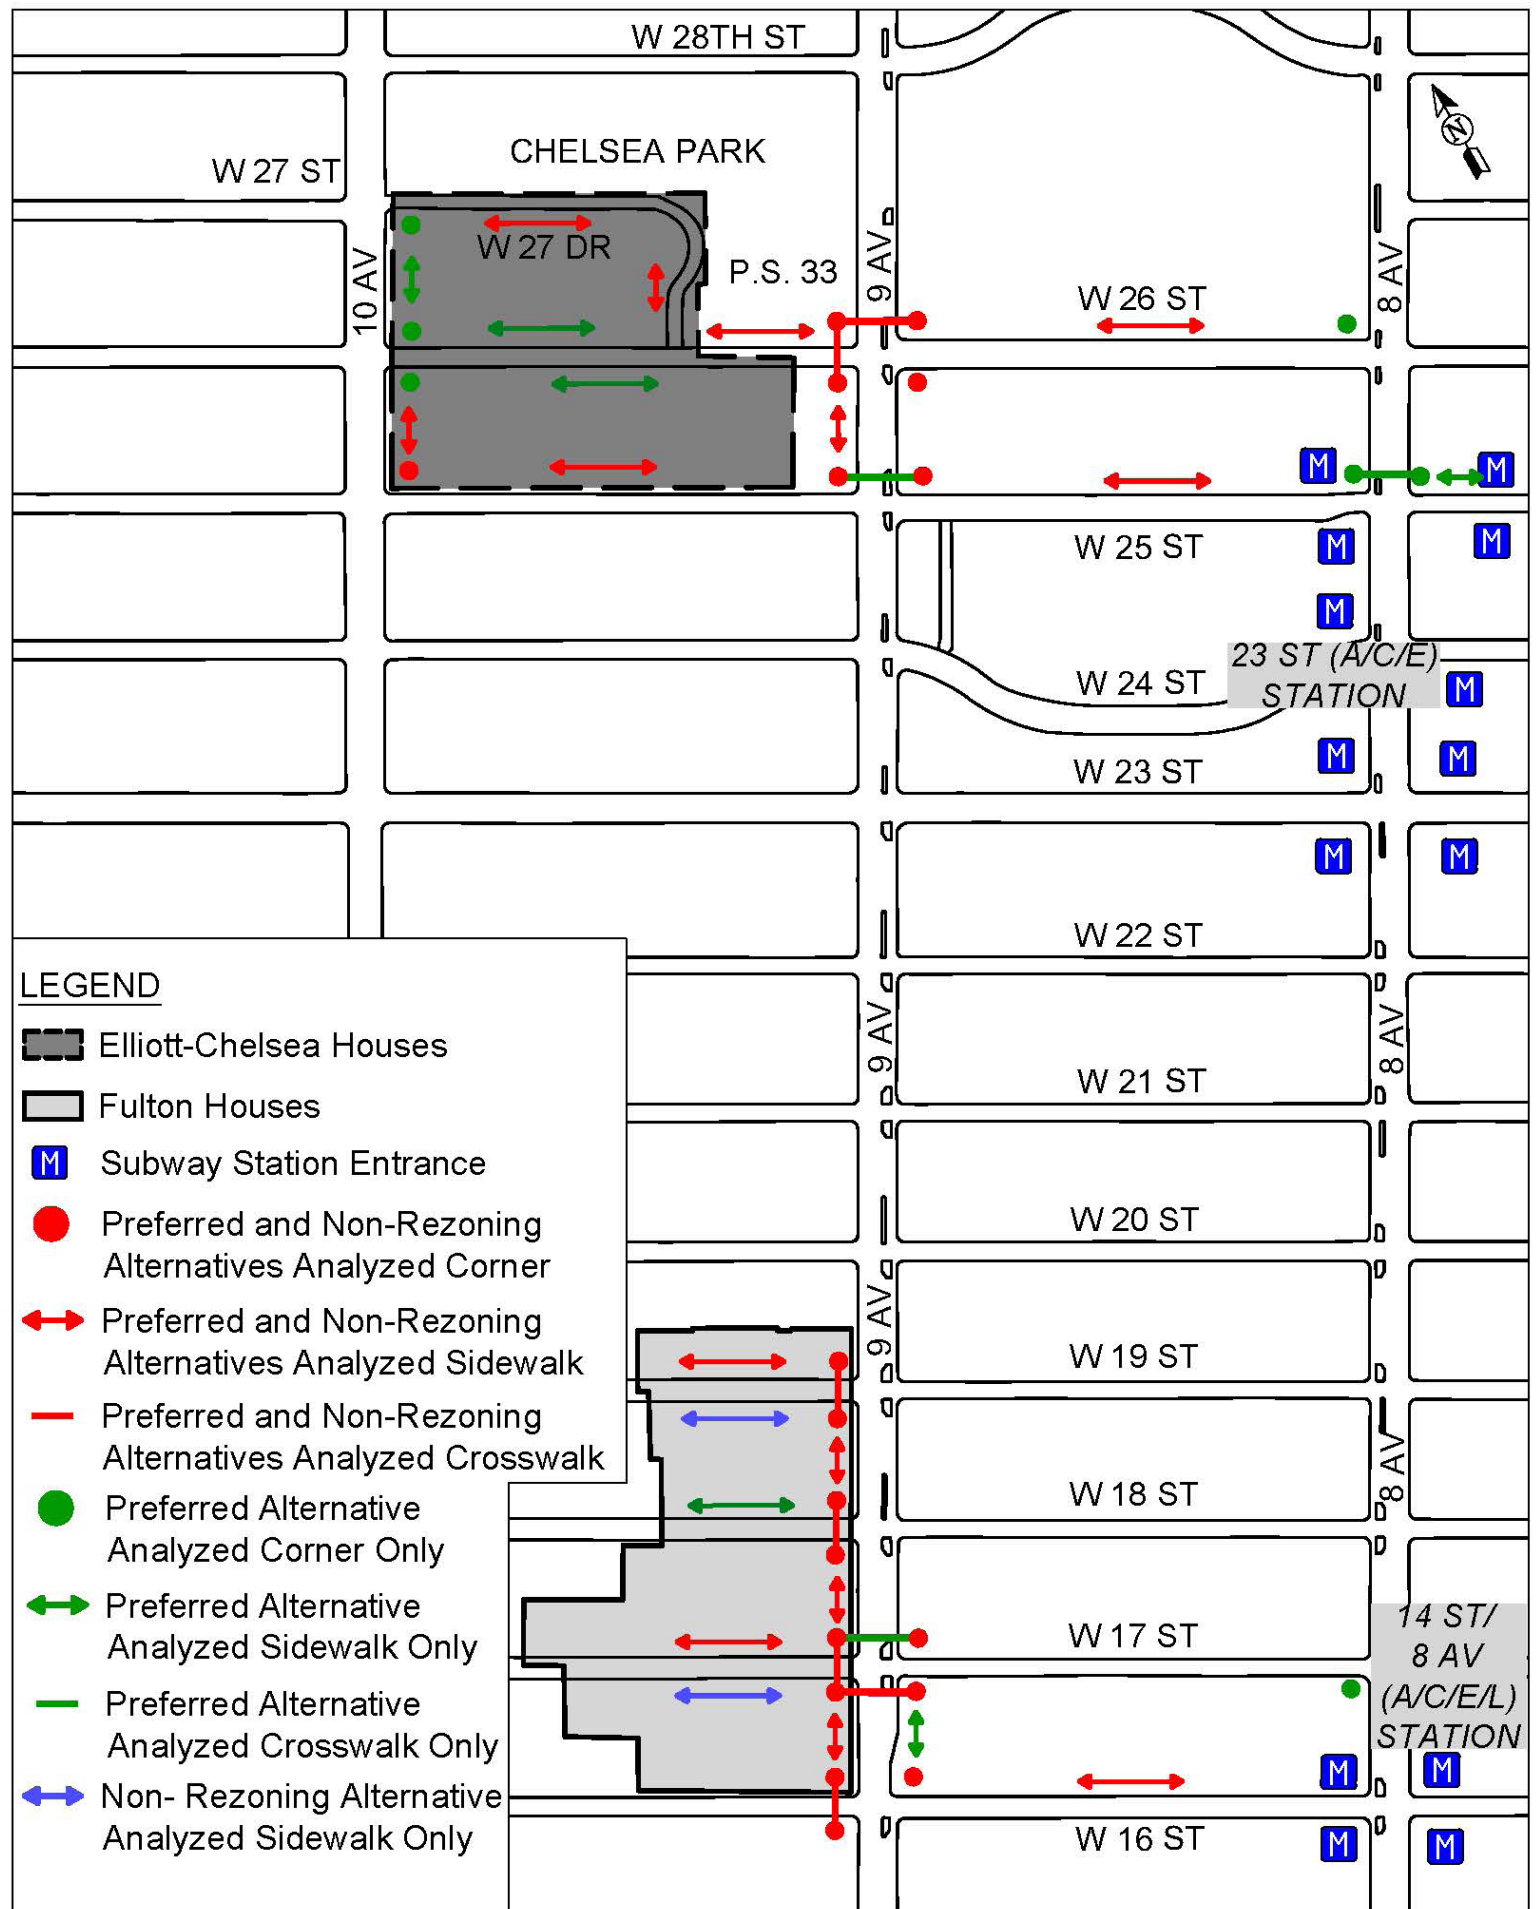 W 28TH ST
CHELSEA PARK
W 27 ST
N
W 27 DR
P.S. 33
10 AV
9 AV
8 AV
W 26 ST
M
M
W 25 ST
M
M
M
23 ST (A/C/E)
STATION
W 24 ST
M
W 23 ST
M
M
M
M
W 22 ST
9 AV
8 AV
W 21 ST
W 20 ST
9 AV
W 19 ST
8 AV
W 18 ST
W 17 ST
14 ST/
8 AV
(A/C/E/L)
STATION
M
M
W 16 ST
M
M
LEGEND
Elliott-Chelsea Houses
Fulton Houses
M Subway Station Entrance
Preferred and Non-Rezoning
Alternatives Analyzed Corner
Preferred and Non-Rezoning
Alternatives Analyzed Sidewalk
Preferred and Non-Rezoning
Alternatives Analyzed Crosswalk
Preferred Alternative
Analyzed Corner Only
Preferred Alternative
Analyzed Sidewalk Only
Preferred Alternative
Analyzed Crosswalk Only
Non- Rezoning Alternative
Analyzed Sidewalk Only